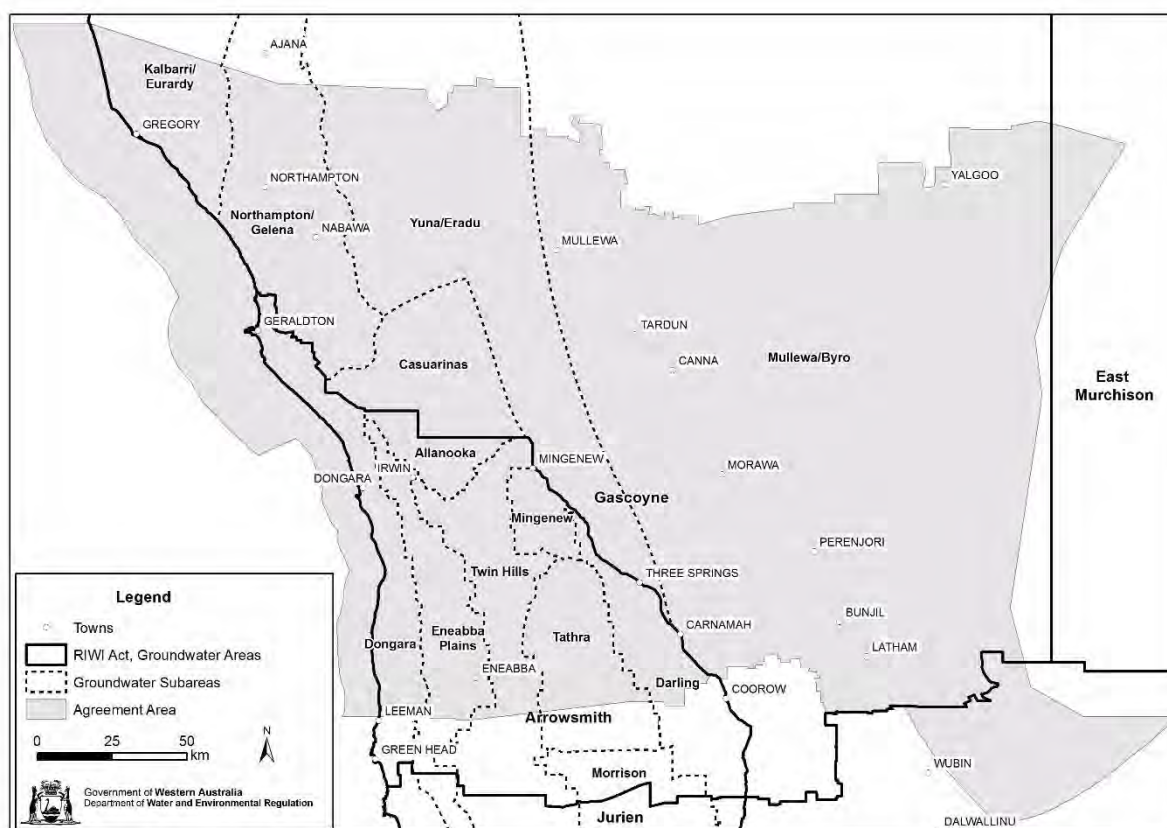 AJANA
Kalbarri/
Eurardy
GREGORY
YALGOO
NORTHAMPTON
Northampton/
Gelena
NABAWA
Yuna/Eradu
MULLEWA
GERALDTON
TARDUN
Casuarinas
CANNA
Mullewa/Byro
East
Murchison
Allanooka
MINGENEW
IRWIN
DONGARA
MORAWA
Gascoyne
Mingenew
PERENJORI
Twin Hills
THREE SPRINGS
BUNJIL
Dongara
Eneabba
Plains
Tathra
CARNAMAH
LATHAM
ENEABBA
Darling
COOROW
LEEMAN
Arrowsmith
GREEN HEAD
Morrison
WUBIN
Jurien
DALWALLINU
Legend
Towns
RIWI Act, Groundwater Areas
Groundwater Subareas
Agreement Area
0 25 50
km
N
Government of Western Australia
Department of Water and Environmental Regulation